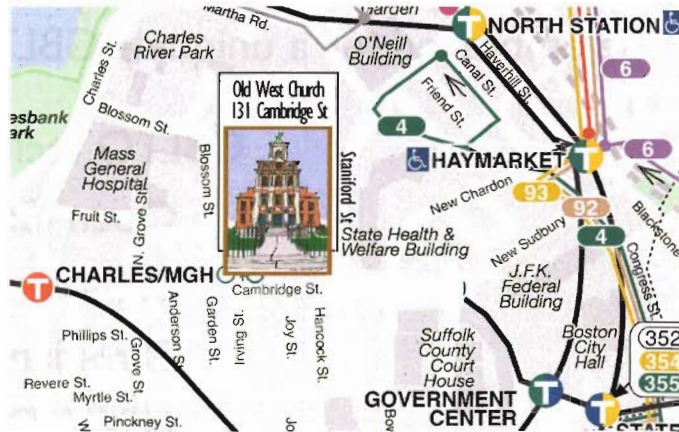 Martha Rd.
Garden
O'Neill
Building
NORTH STATION
Charles
River Park
Charles St.
Haverhill St.
Canal St.
Friend St.
6
Old West Church
131 Cambridge St
4
Blossom St.
Park
Mass
General
Hospital
Blossom St.
Staniford St
HAYMARKET
6
Fruit St.
N. Grove St.
New Chardon
93
92
4
Blackstone
State Health &
Welfare Building
New Sudbury
Congress St.
CHARLES/MGH
Cambridge St.
J.F.K.
Federal
Building
Anderson St.
Garden St.
Irving St.
Joy St.
Hancock St.
Phillips St.
Grove St.
Suffolk
County
Court
House
Boston
City
Hall
352
354
355
Revere St.
Myrtle St.
Pinckney St.
GOVERNMENT
CENTER
STATE